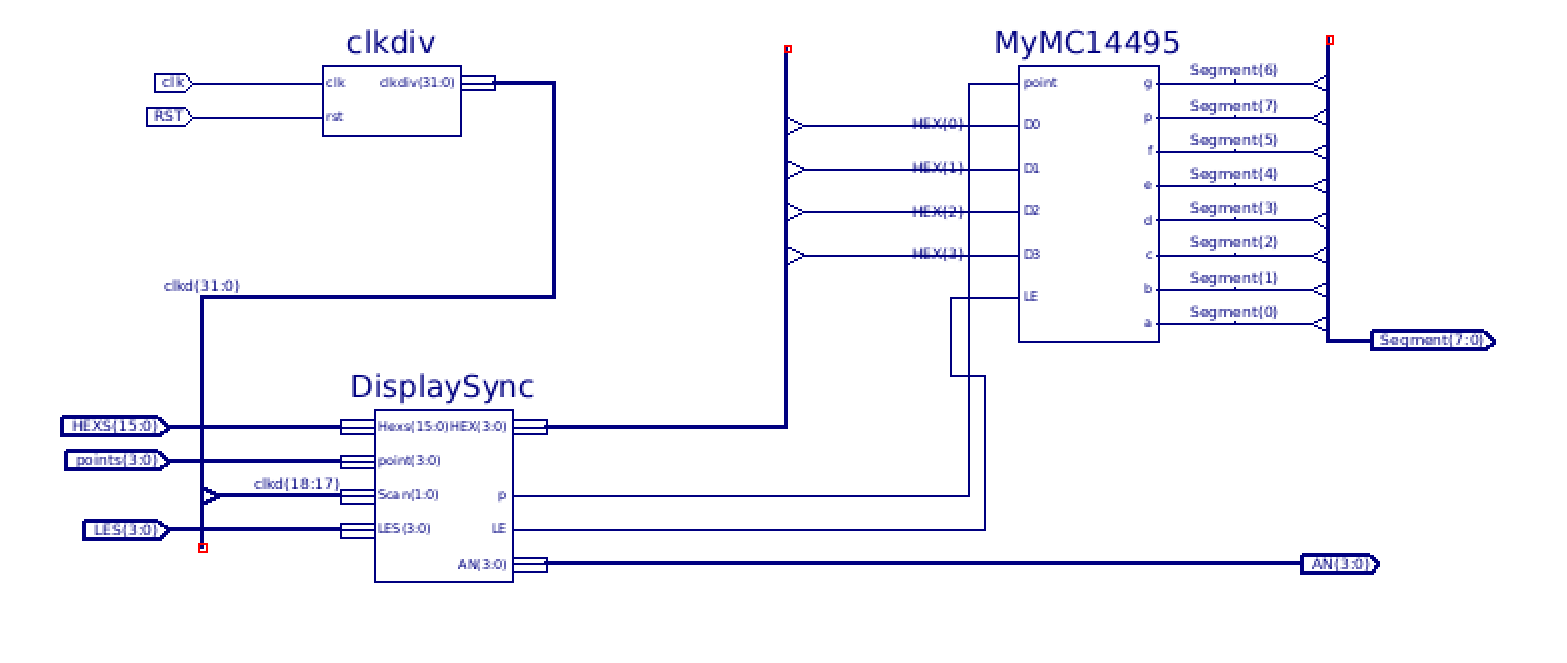 clkdiv
MyMC14495
clk
clk
clkdiv(31:0)
RST
rst
point
g
Segment(6)
p
Segment(7)
HEX(0)
D0
f
Segment(5)
HEX(1)
D1
e
Segment(4)
HEX(2)
D2
d
Segment(3)
HEX(3)
D3
c
Segment(2)
clkd(31:0)
LE
b
Segment(1)
a
Segment(0)
Segment(7:0)
DisplaySync
HEXS(15:0)
Hexs(15:0)
HEX(3:0)
points(3:0)
point(3:0)
clkd(18:17)
Scan(1:0)
p
LES(3:0)
LES(3:0)
LE
AN(3:0)
AN(3:0)